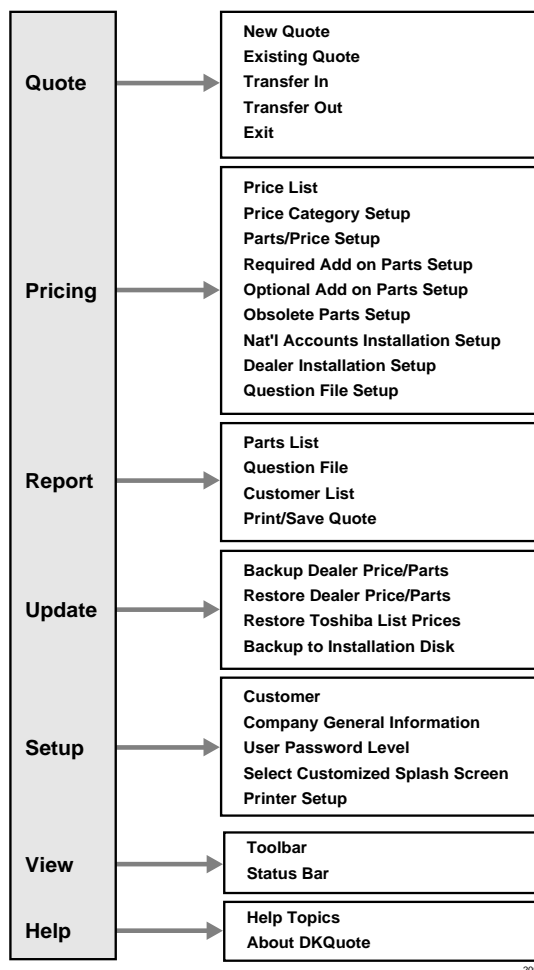 Quote
New Quote
Existing Quote
Transfer In
Transfer Out
Exit
Pricing
Price List
Price Category Setup
Parts/Price Setup
Required Add on Parts Setup
Optional Add on Parts Setup
Obsolete Parts Setup
Nat'l Accounts Installation Setup
Dealer Installation Setup
Question File Setup
Report
Parts List
Question File
Customer List
Print/Save Quote
Update
Backup Dealer Price/Parts
Restore Dealer Price/Parts
Restore Toshiba List Prices
Backup to Installation Disk
Setup
Customer
Company General Information
User Password Level
Select Customized Splash Screen
Printer Setup
View
Toolbar
Status Bar
Help
Help Topics
About DKQuote